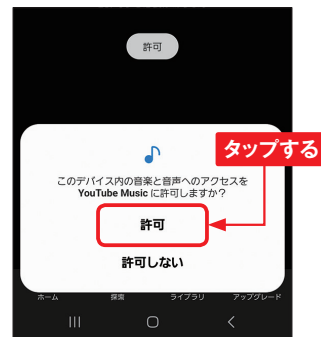 許可
タップする
このデバイス内の音楽と音声へのアクセスを
YouTube Music に許可しますか？
許可
許可しない
ホーム
探索
ライブラリ
アップグレード